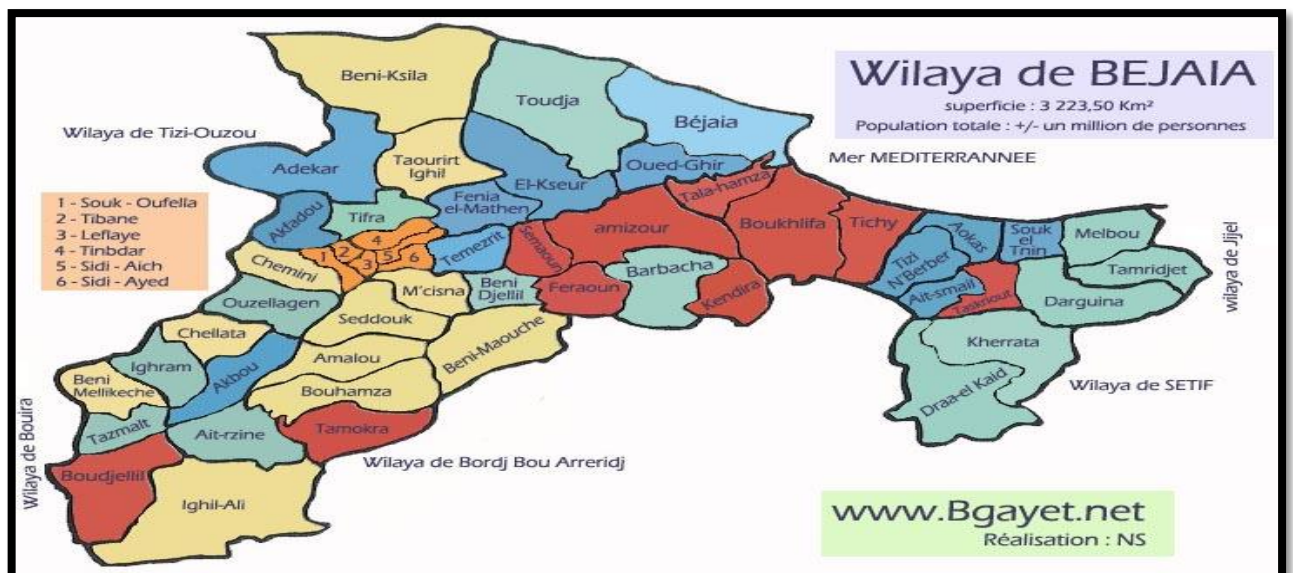 Wilaya de BEJAIA
superficie : 3 223,50 Km²
Population totale : +/- un million de personnes
Mer MEDITERRANNEE
Wilaya de Tizi-Ouzou
Beni-Ksila
Toudja
Béjaia
Adekar
Taourirt
Ighil
El-Kseur
Oued-Ghir
Tala-hamza
1 - Souk - Oufella
2 - Tibane
3 - Leflaye
4 - Tinbdar
5 - Sidi - Aich
6 - Sidi - Ayed
Akfadou
Tifra
Fenia
el-Mathen
4
1
2
3
5
6
Temezrit
Semaoun
amizour
Boukhlifa
Tichy
Aokas
Souk
el
Tnin
Melbou
Tizi
N'Berber
Tamridjet
wilaya de Jijel
Chemini
M'cisna
Beni
Djellil
Feraoun
Barbacha
Kendira
Ait-smail
Taskriout
Darguina
Ouzellagen
Seddouk
Chellata
Amalou
Beni-Maouche
Kherrata
Ighram
Akbou
Beni
Mellikeche
Bouhamza
Draa-el Kaid
Wilaya de SETIF
Tazmalt
Ait-rzine
Tamokra
Wilaya de Bouira
Boudjellil
Ighil-Ali
Wilaya de Bordj Bou Arreridj
www.Bgayet.net
Réalisation : NS